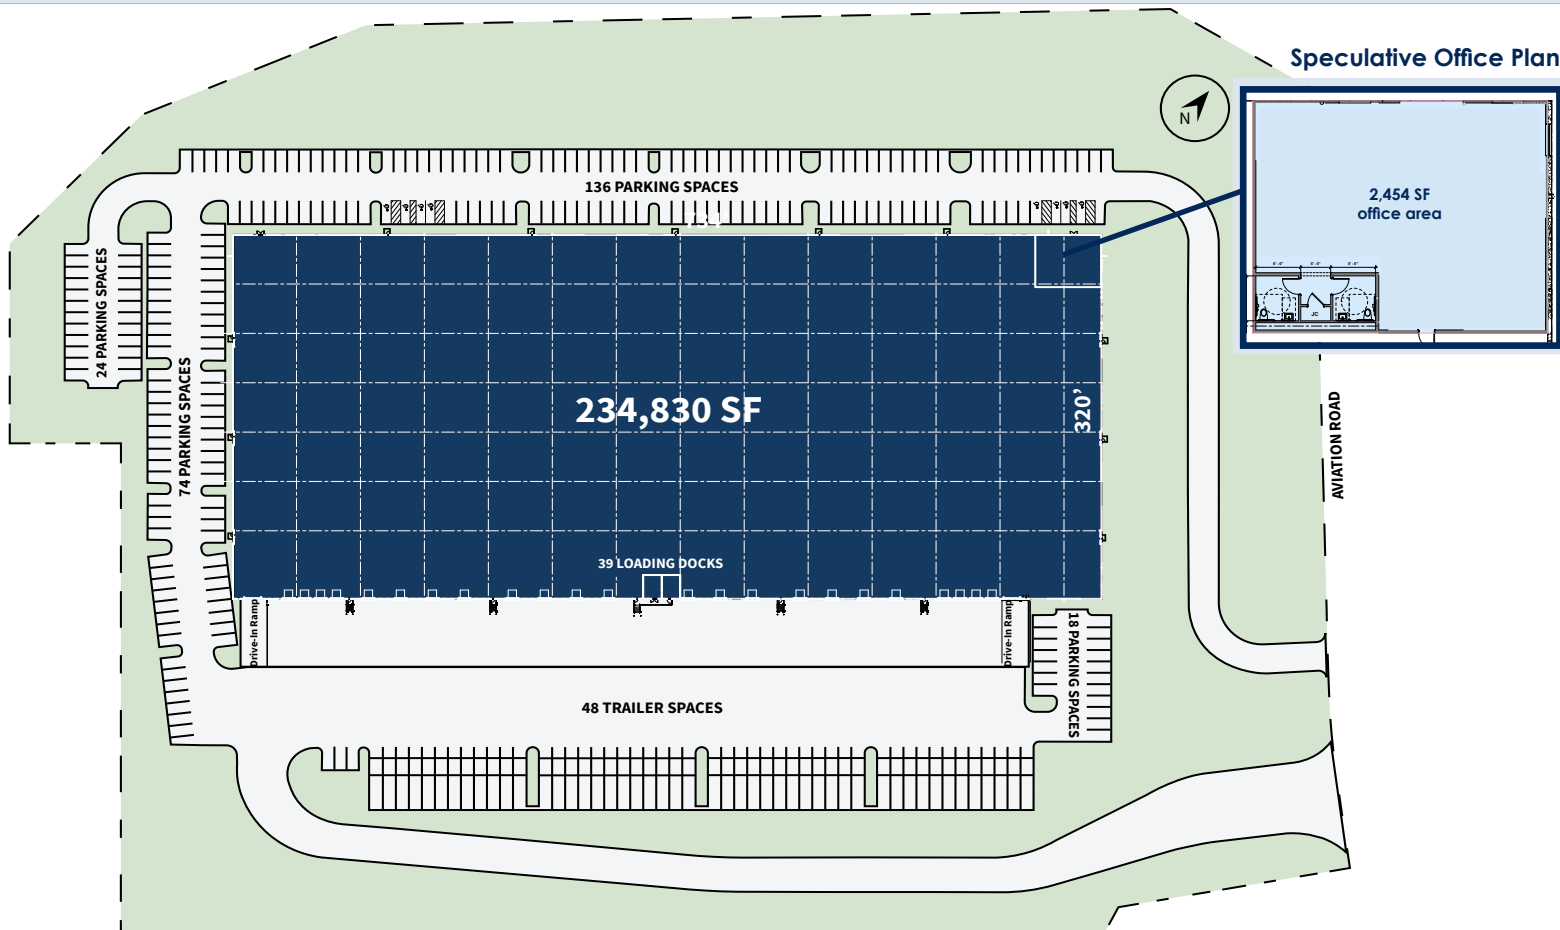 Speculative Office Plan
N
2,454 SF
office area
JC
136 PARKING SPACES
734'
24 PARKING SPACES
74 PARKING SPACES
234,830 SF
320’
AVIATION ROAD
39 LOADING DOCKS
Drive-In Ramp
Drive-In Ramp
18 PARKING SPACES
48 TRAILER SPACES